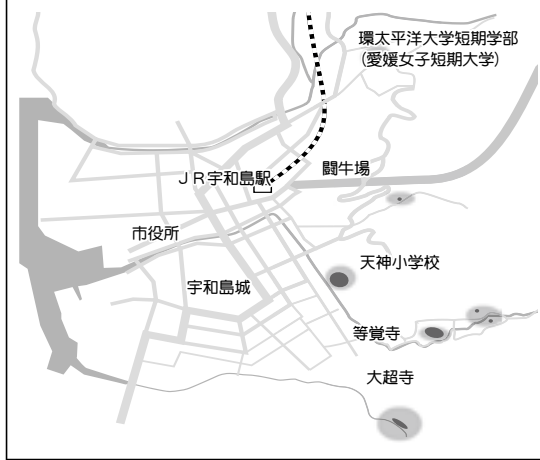 環太平洋大学短期学部
(愛媛女子短期大学)
闘牛場
ＪＲ宇和島駅
市役所
天神小学校
宇和島城
等覚寺
大超寺